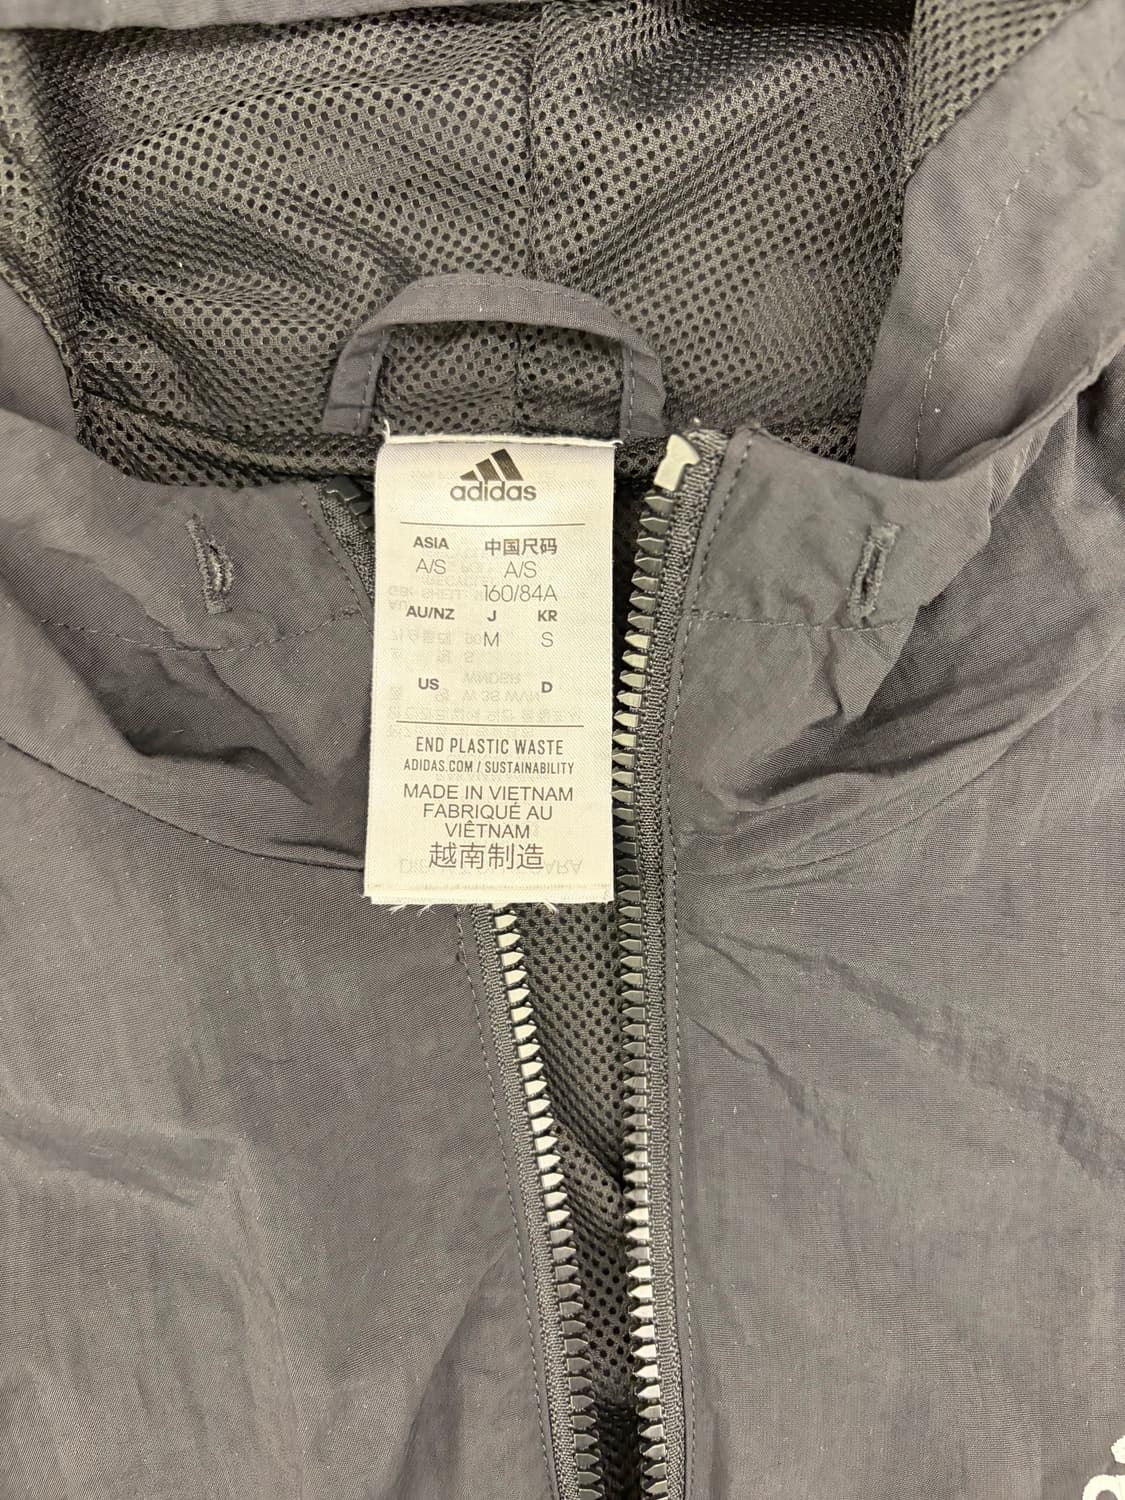 adidas
ASIA 中国尺码
A/S A/S
160/84A
AU/NZ J KR
M S
US D
END PLASTIC WASTE
ADIDAS.COM / SUSTAINABILITY
MADE IN VIETNAM
FABRIQUÉ AU
VIÊTNAM
越南制造